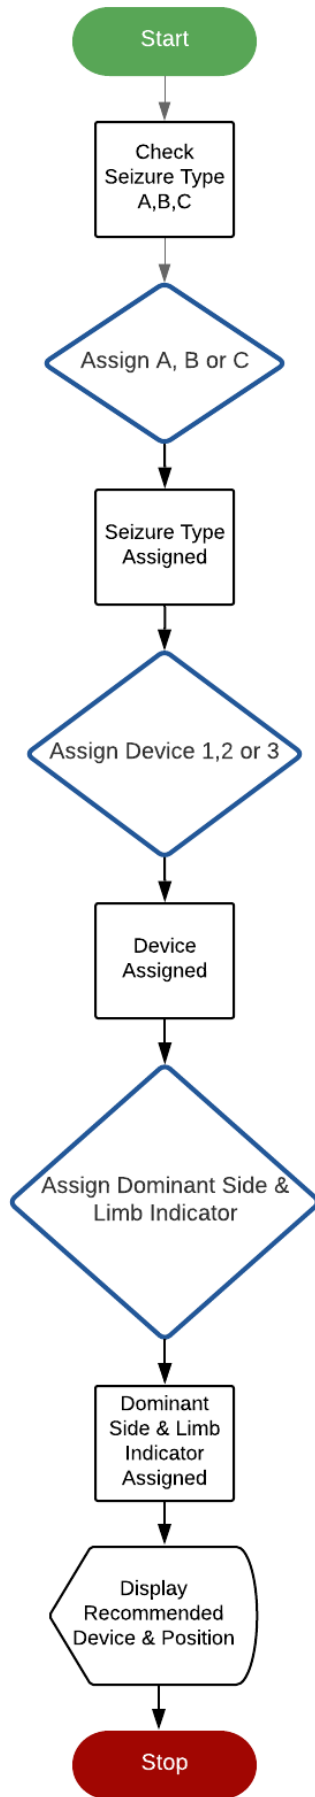 Start
Check
Seizure Type
A,B,C
Assign A, B or C
Seizure Type
Assigned
Assign Device 1,2 or 3
Device
Assigned
Assign Dominant Side &
Limb Indicator
Dominant
Side & Limb
Indicator
Assigned
Display
Recommended
Device & Position
Stop